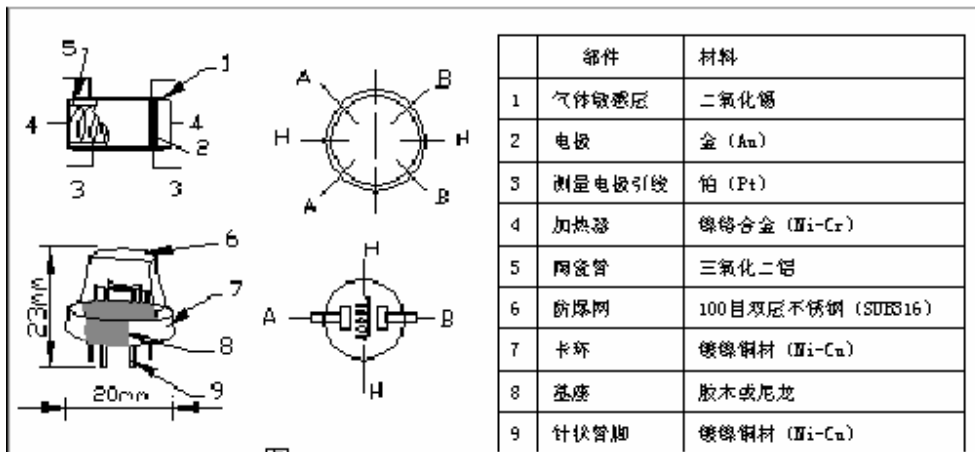 5
1
4
4
2
3
3
A
B
H
H
A
B
6
23mm
7
8
9
20mm
H
A
B
H
部件 材料
1 气体敏感层 二氧化锡
2 电极 金（Au）
3 测量电极引线 铂（Pt）
4 加热器 镍铬合金（Ni-Cr）
5 陶瓷管 三氧化二铝
6 防爆网 100目双层不锈钢（SUB316）
7 卡环 镀镍铜材（Ni-Cu）
8 基座 胶木或尼龙
9 针状管脚 镀镍铜材（Ni-Cu）